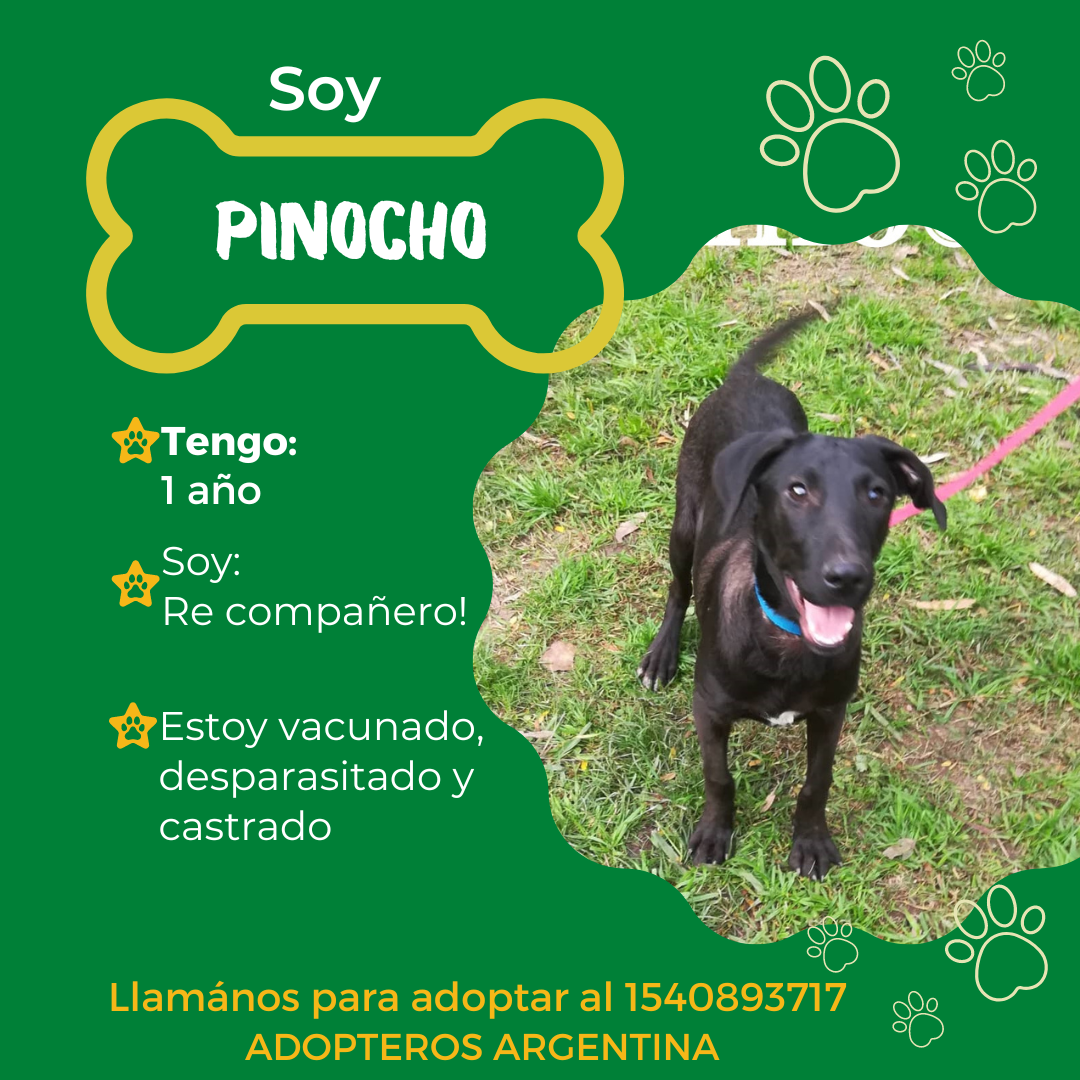 Soy
PINOCHO
Tengo:
1 año
Soy:
Re compañero!
Estoy vacunado,
desparasitado y
castrado
Llamános para adoptar al 1540893717
ADOPTEROS ARGENTINA